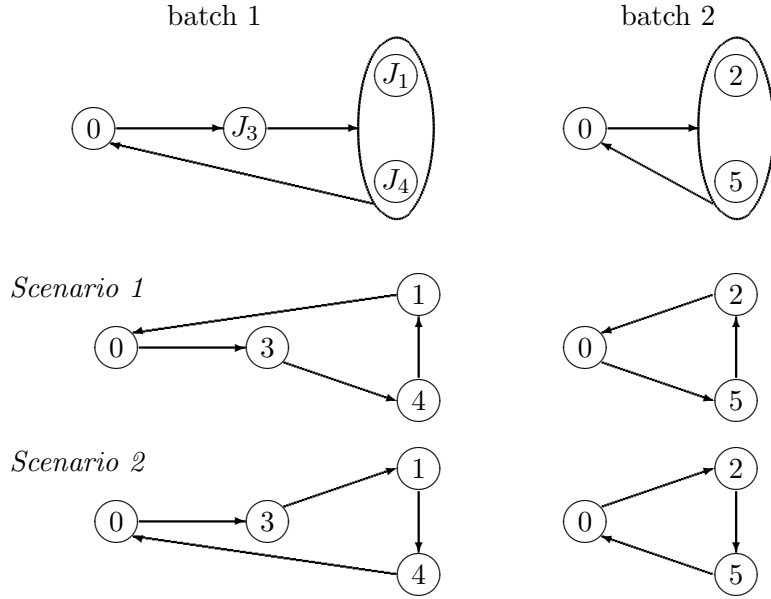 batch 1 batch 2
J1 2
0 J3 0
J4 5
Scenario 1 1 2
0 3 0
4 5
Scenario 2 1 2
0 3 0
4 5